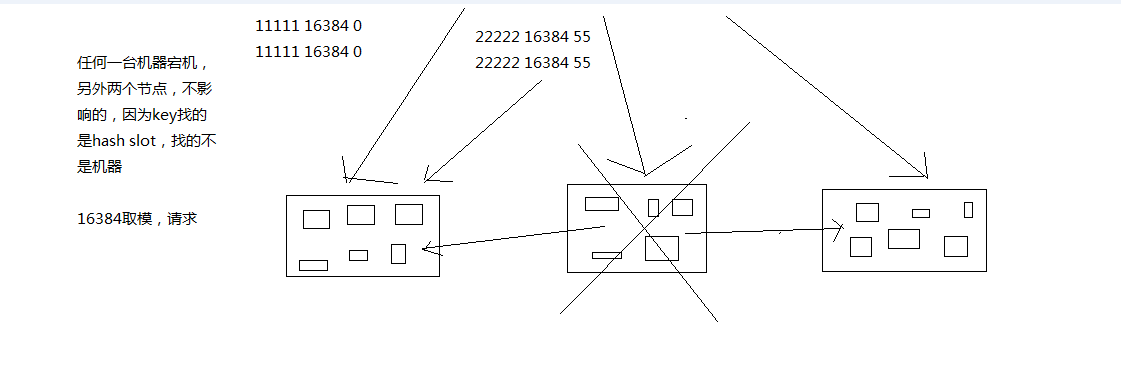 11111 16384 0
11111 16384 0
22222 16384 55
22222 16384 55
任何一台机器宕机，
另外两个节点，不影
响的，因为key找的
是hash slot，找的不
是机器
16384取模，请求